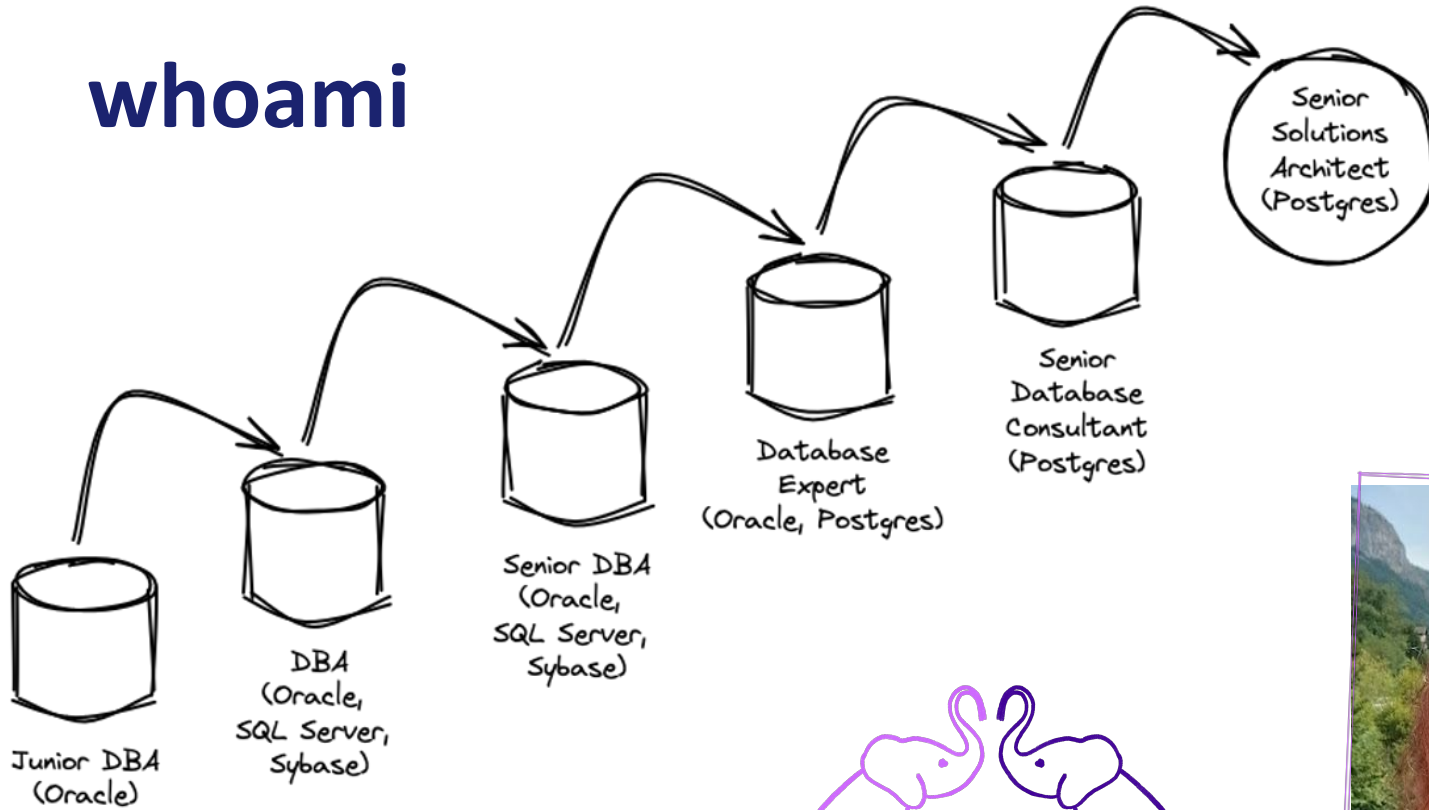 whoami
Junior DBA
(Oracle)
DBA
(Oracle,
SQL Server,
Sybase)
Senior DBA
(Oracle,
SQL Server,
Sybase)
Database
Expert
(Oracle, Postgres)
Senior
Database
Consultant
(Postgres)
Senior
Solutions
Architect
(Postgres)